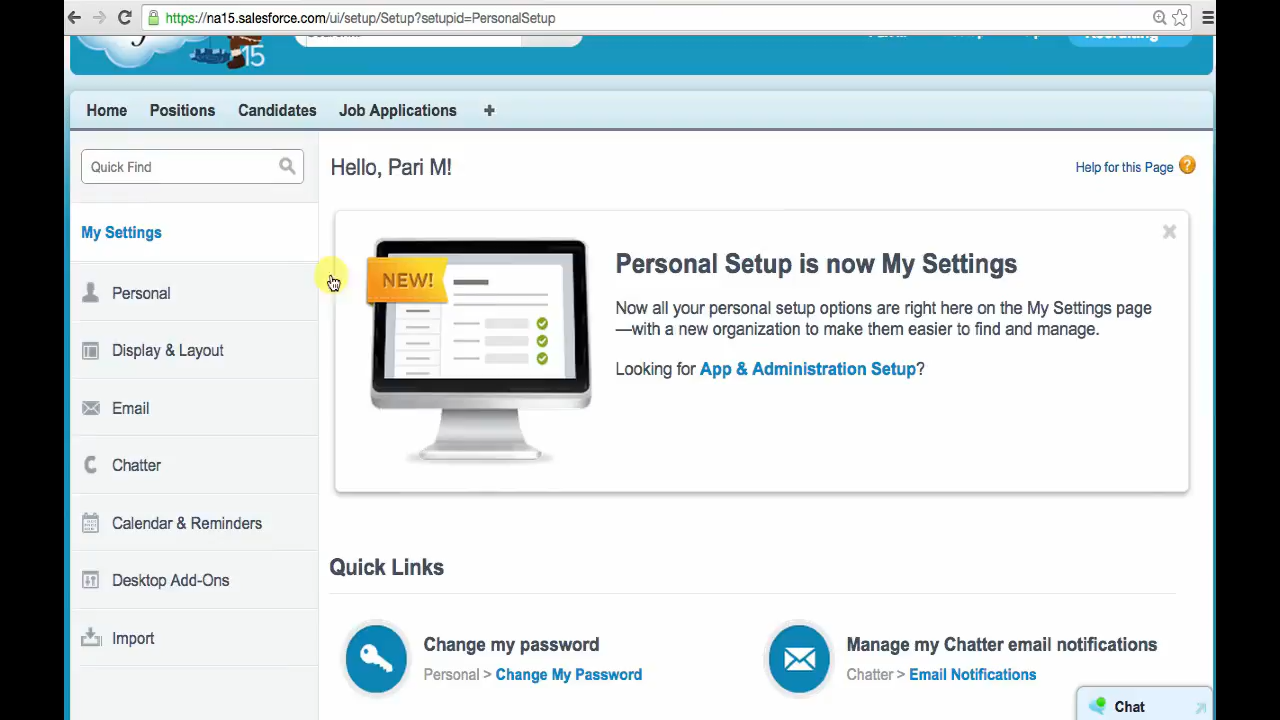 https://na15.salesforce.com/ui/setup/Setup?setupid=PersonalSetup
15
Home Positions Candidates Job Applications +
Quick Find
Hello, Pari M!
Help for this Page ?
My Settings
Personal
Display & Layout
Email
Chatter
Calendar & Reminders
Desktop Add-Ons
Import
NEW!
Personal Setup is now My Settings
Now all your personal setup options are right here on the My Settings page
—with a new organization to make them easier to find and manage.
Looking for App & Administration Setup?
Quick Links
Change my password
Personal > Change My Password
Manage my Chatter email notifications
Chatter > Email Notifications
Chat